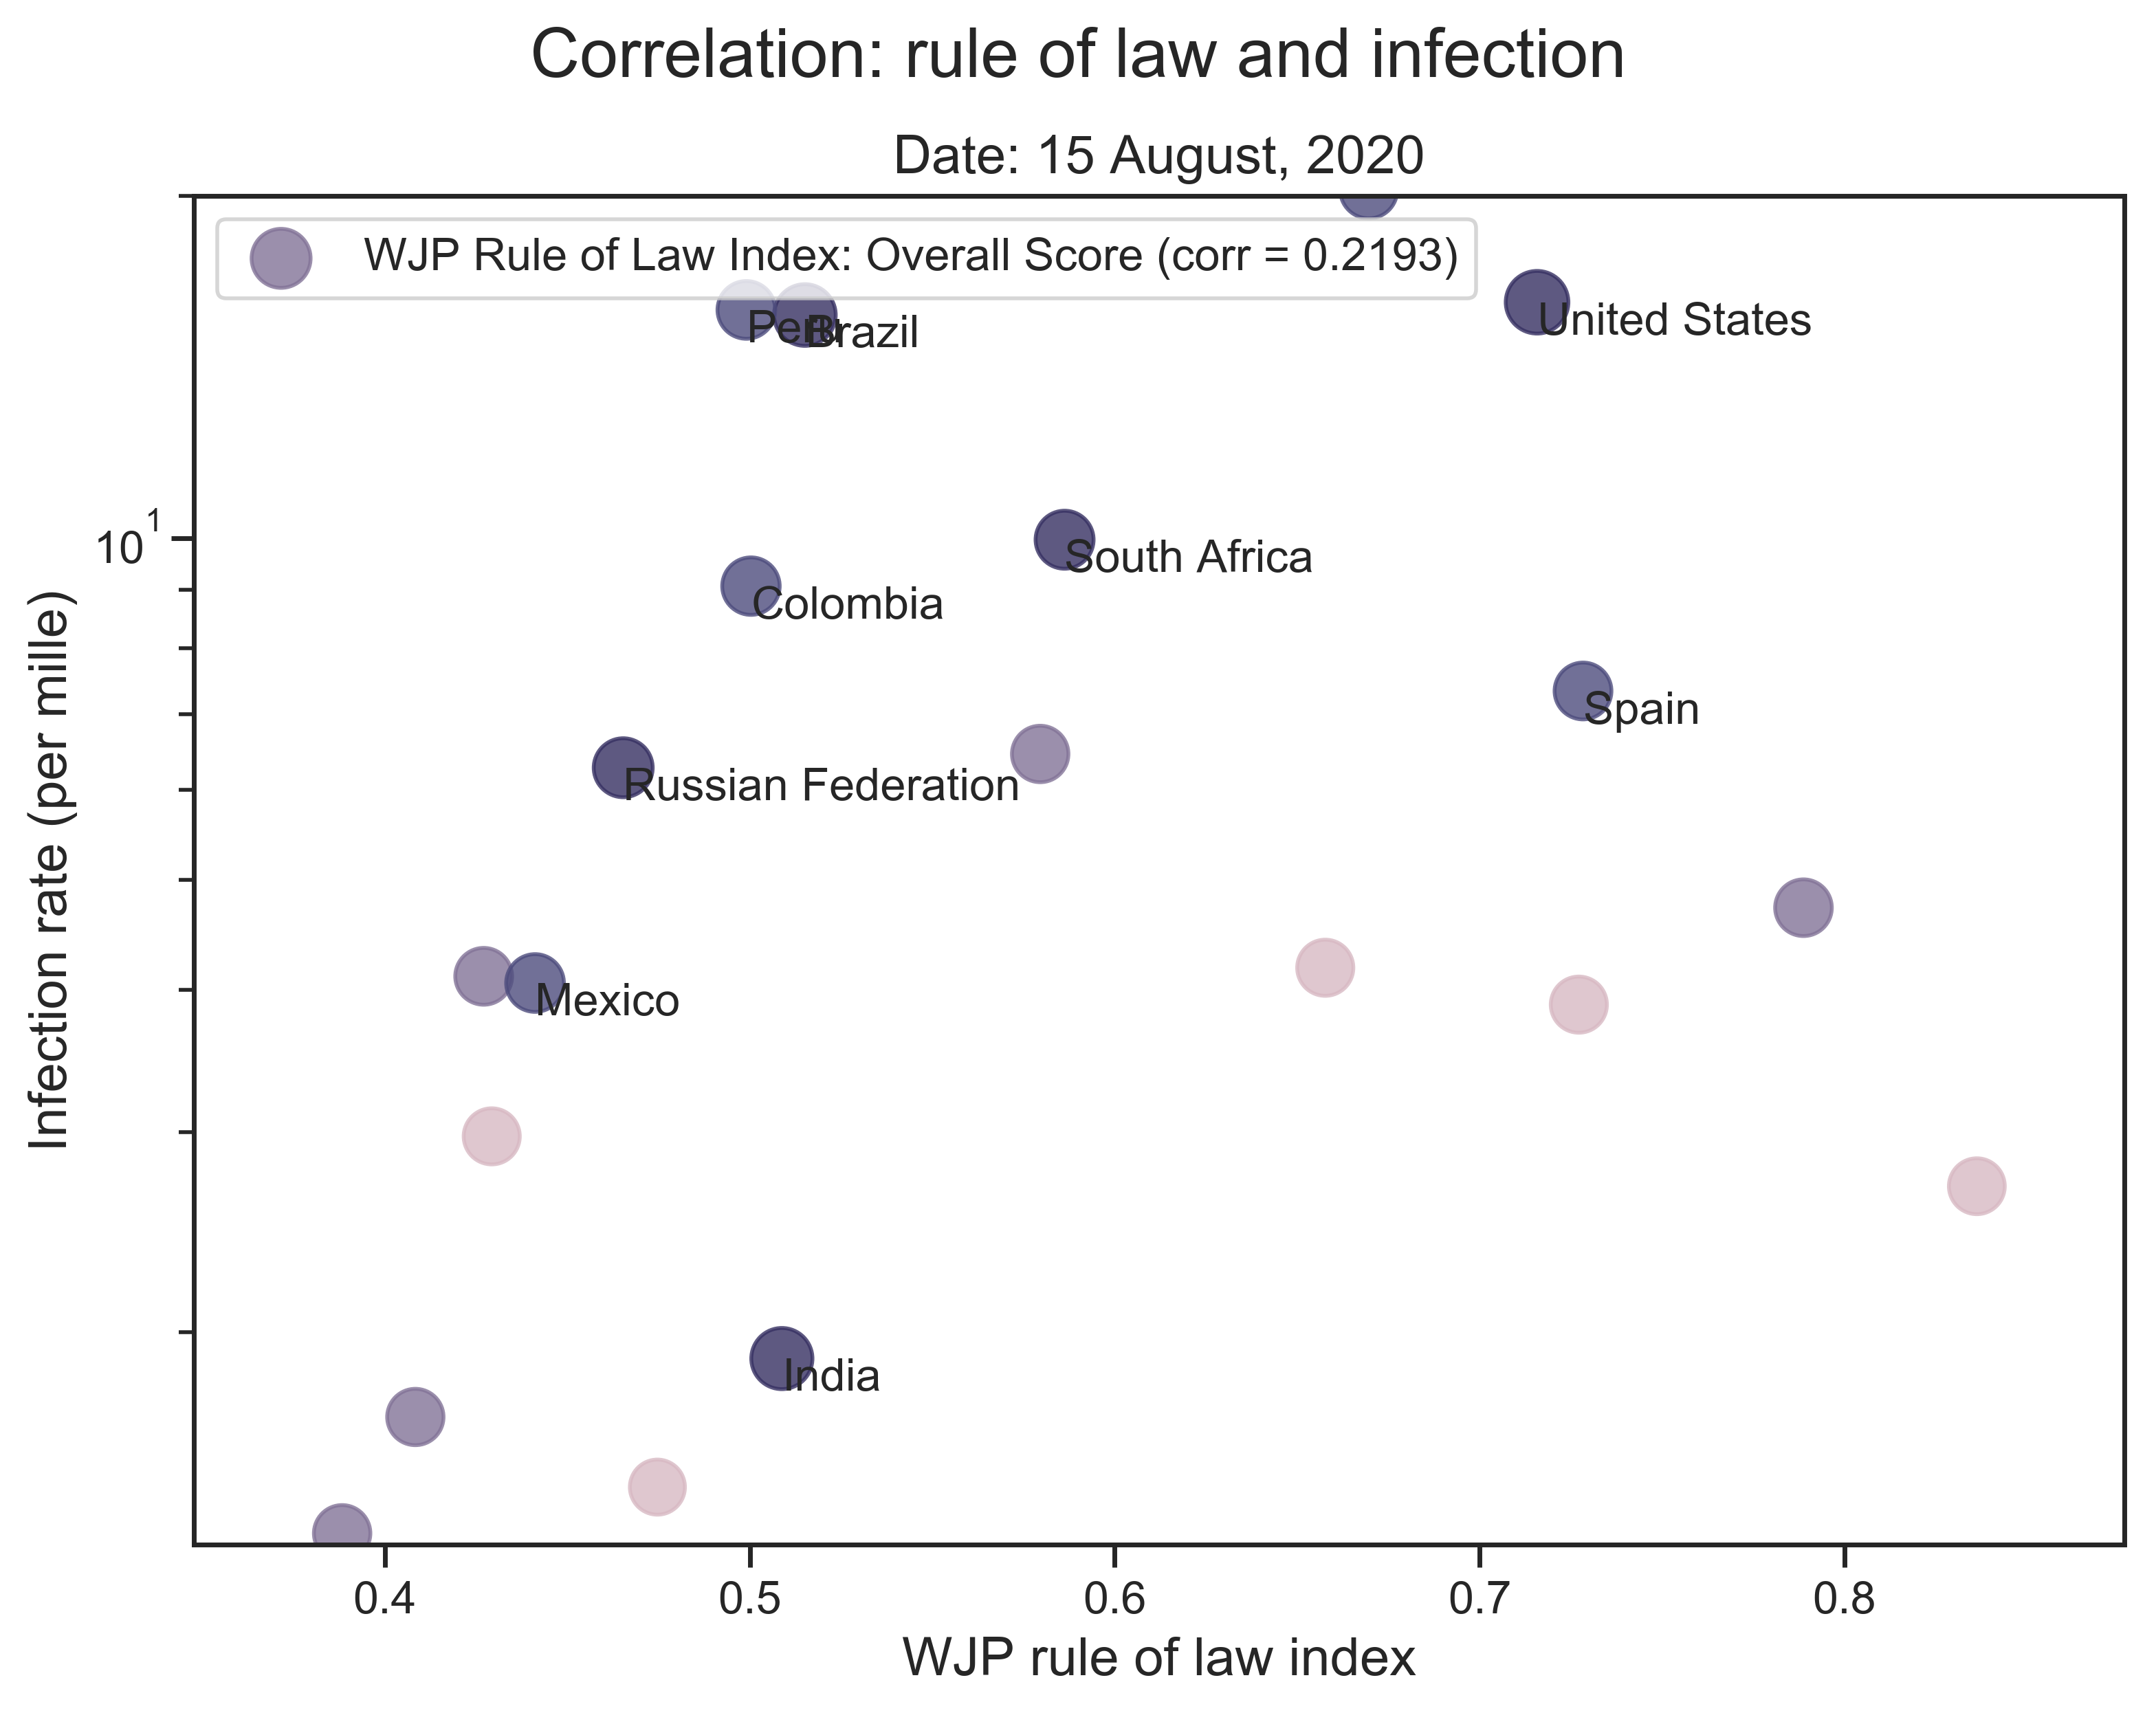 Correlation: rule of law and infection
Date: 15 August, 2020
WJP Rule of Law Index: Overall Score (corr = 0.2193)
Peru
Brazil
United States
10^1
South Africa
Colombia
Spain
Russian Federation
Mexico
India
Infection rate (per mille)
0.4 0.5 0.6 0.7 0.8
WJP rule of law index